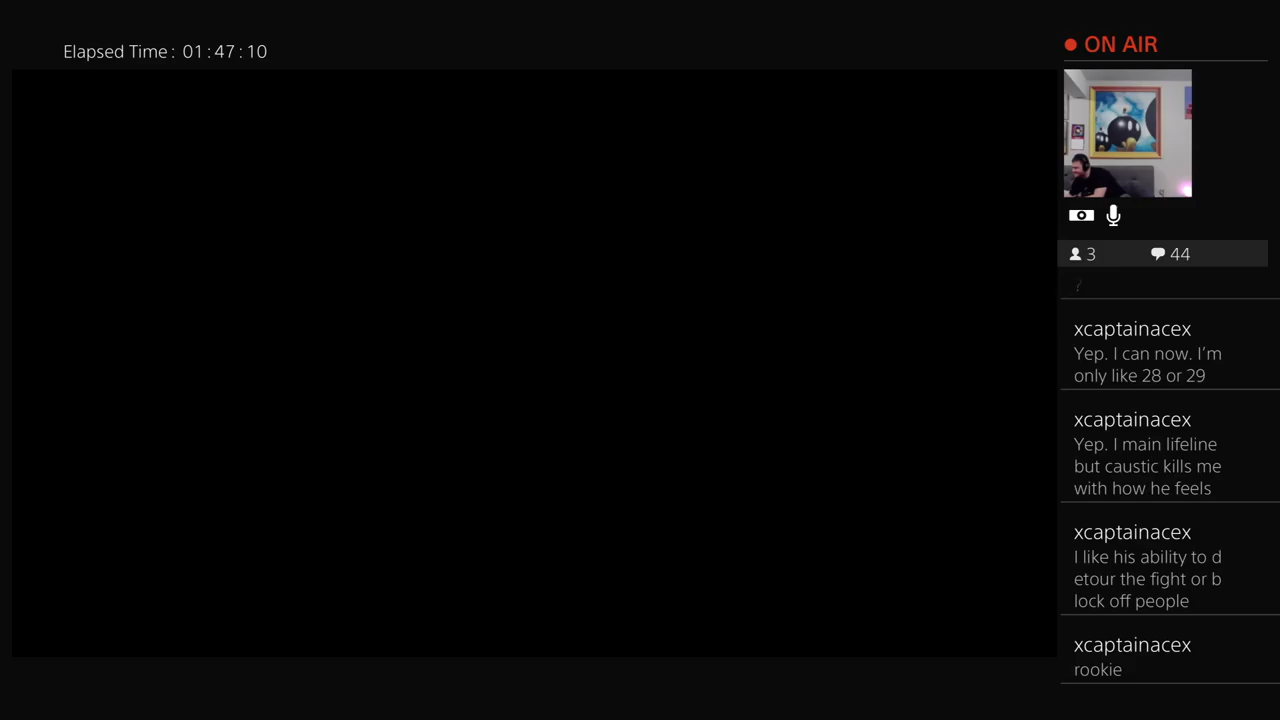 Elapsed Time: 01:47:10
ON AIR
3
44
?
xcaptainacex
Yep. I can now. I'm
only like 28 or 29
xcaptainacex
Yep. I main lifeline
but caustic kills me
with how he feels
xcaptainacex
I like his ability to d
etour the fight or b
lock off people
xcaptainacex
rookie